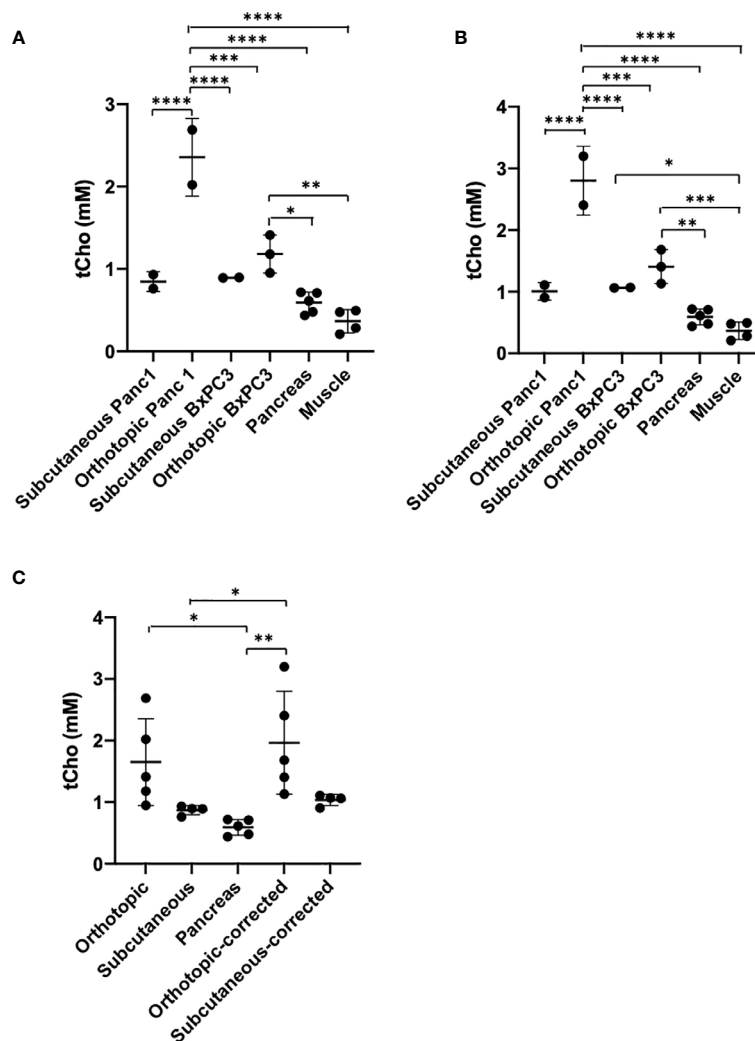 A
****
****
***
****
****
tCho (mM)
3
2
1
0
**
*
Subcutaneous Panc1
Orthotopic Panc 1
Subcutaneous BxPC3
Orthotopic BxPC3
Pancreas
Muscle
B
****
****
***
****
****
*
***
**
tCho (mM)
4
3
2
1
0
Subcutaneous Panc1
Orthotopic Panc1
Subcutaneous BxPC3
Orthotopic BxPC3
Pancreas
Muscle
C
*
*
**
tCho (mM)
4
3
2
1
0
Orthotopic
Subcutaneous
Pancreas
Orthotopic-corrected
Subcutaneous-corrected